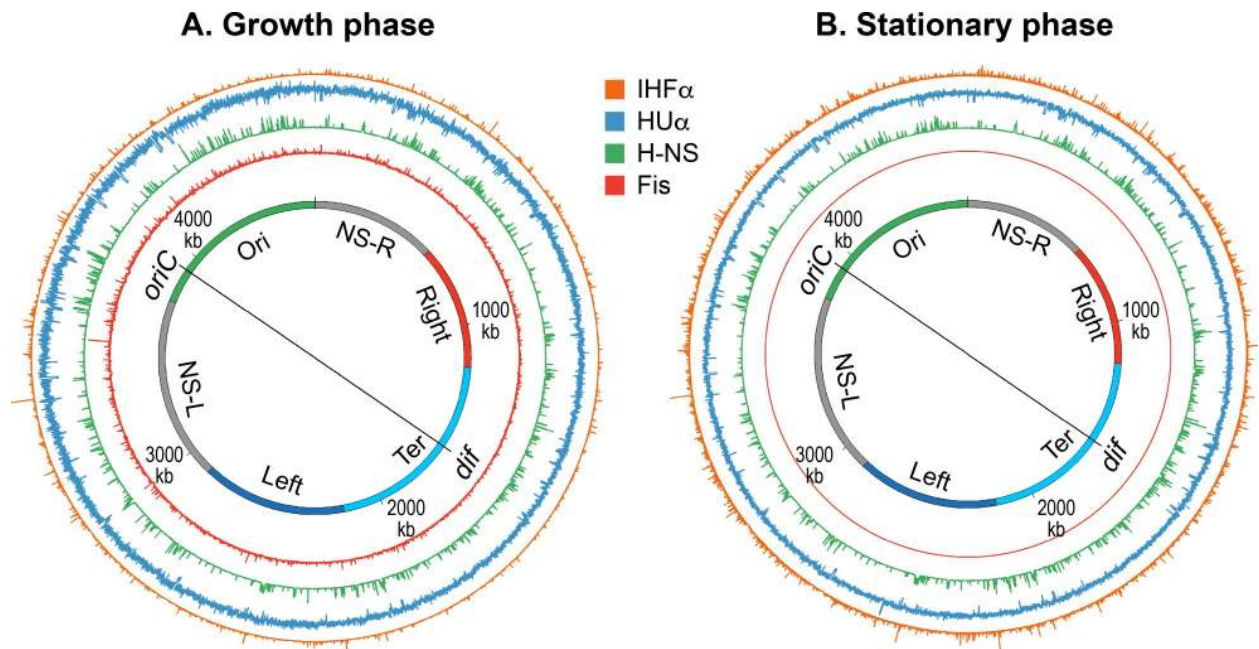 A. Growth phase
B. Stationary phase
IHFα
HUα
H-NS
Fis
4000
kb
oriC
Ori
NS-R
Right
1000
kb
NS-L
Ter
dif
3000
kb
Left
2000
kb
4000
kb
oriC
Ori
NS-R
Right
1000
kb
NS-L
Ter
dif
3000
kb
Left
2000
kb